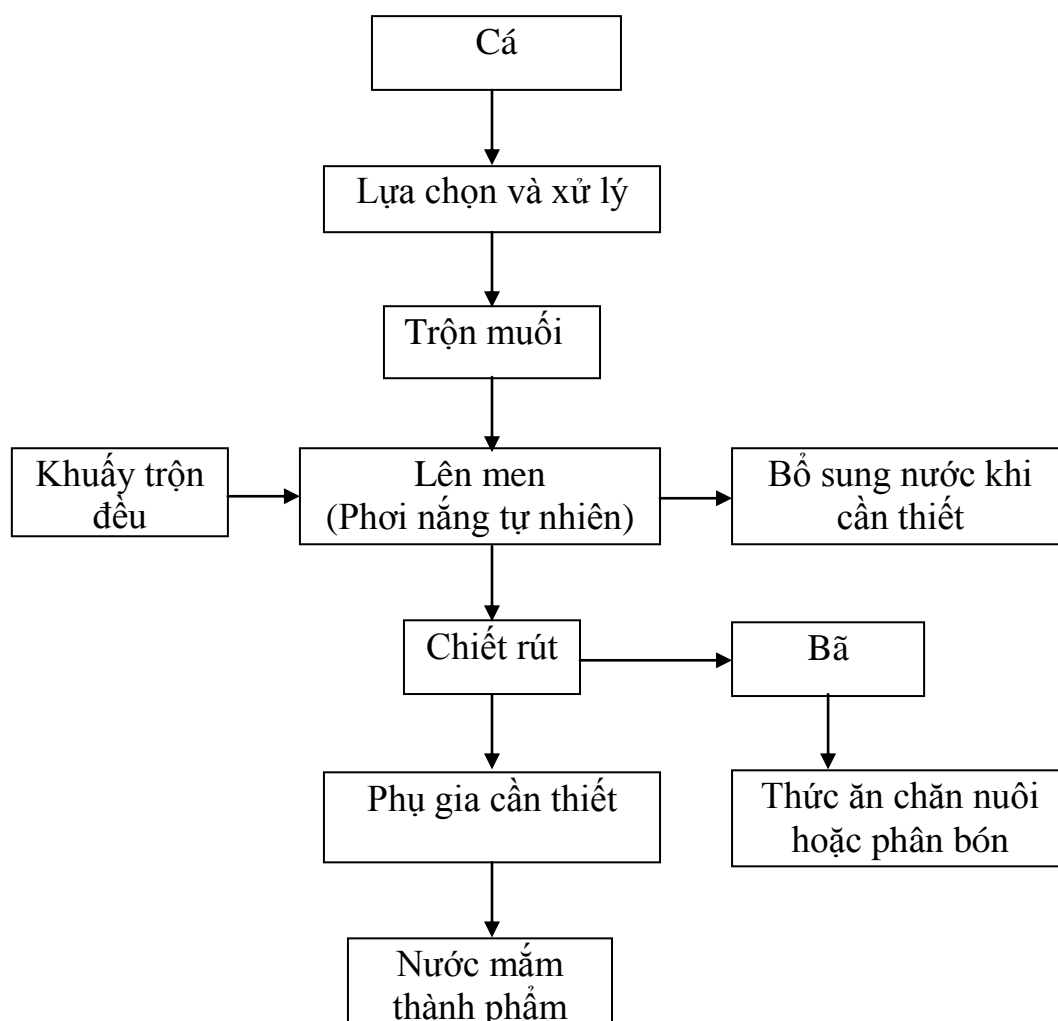 Cá
Lựa chọn và xử lý
Trộn muối
Khuấy trộn
đều
Lên men
(Phơi nắng tự nhiên)
Bổ sung nước khi
cần thiết
Chiết rút
Bã
Phụ gia cần thiết
Thức ăn chăn nuôi
hoặc phân bón
Nước mắm
thành phẩm